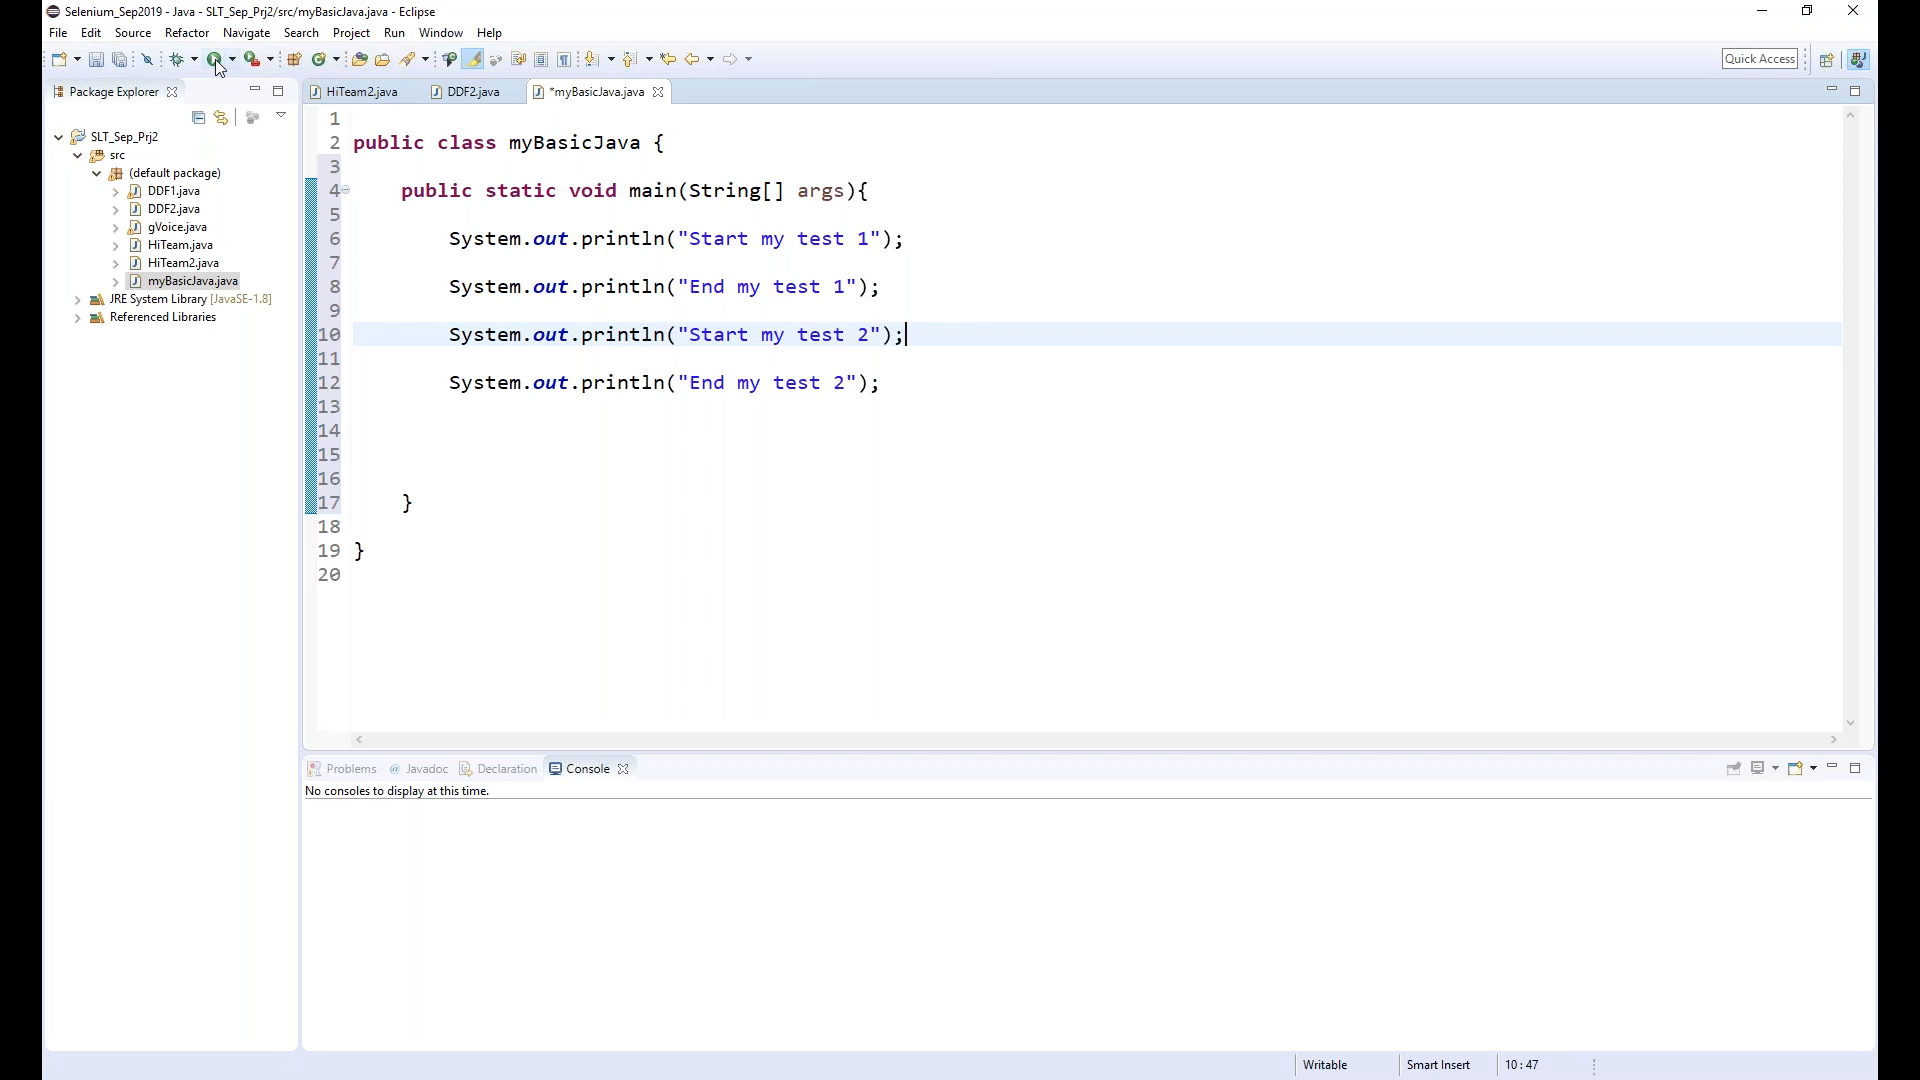 Selenium_Sep2019 - Java - SLT_Sep_Prj2/src/myBasicJava.java - Eclipse
File Edit Source Refactor Navigate Search Project Run Window Help
Quick Access
Package Explorer
HiTeam2.java DDF2.java *myBasicJava.java
SLT_Sep_Prj2
src
(default package)
DDF1.java
DDF2.java
gVoice.java
HiTeam.java
HiTeam2.java
myBasicJava.java
JRE System Library [JavaSE-1.8]
Referenced Libraries
1
2 public class myBasicJava {
3
4 public static void main(String[] args){
5
6 System.out.println("Start my test 1");
7
8 System.out.println("End my test 1");
9
10 System.out.println("Start my test 2");
11
12 System.out.println("End my test 2");
13
14
15
16
17 }
18
19 }
20
Problems @ Javadoc Declaration Console
No consoles to display at this time.
Writable Smart Insert 10 : 47